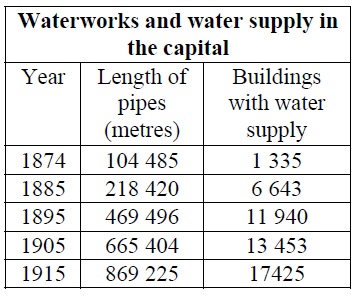 Waterworks and water supply in
the capital
Year Length of Buildings
pipes with water
(metres) supply
1874 104 485 1 335
1885 218 420 6 643
1895 469 496 11 940
1905 665 404 13 453
1915 869 225 17425